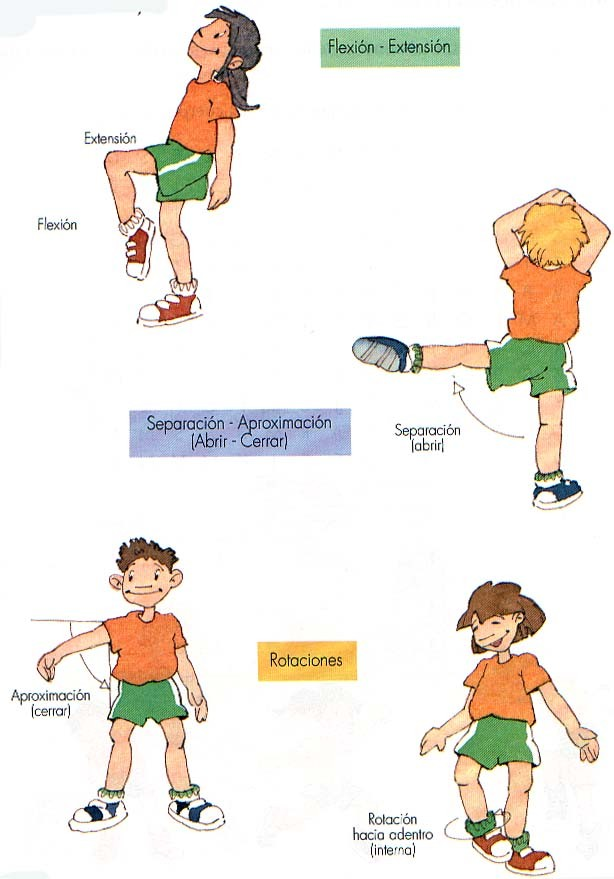 Flexión - Extensión
Extensión
Flexión
Separación - Aproximación
(Abrir - Cerrar)
Separación
(abrir)
Rotaciones
Aproximación
(cerrar)
Rotación
hacia adentro
(interna)